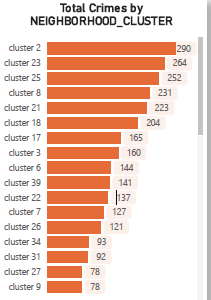 Total Crimes by
NEIGHBORHOOD_CLUSTER
cluster 2 290
cluster 23 264
cluster 25 252
cluster 8 231
cluster 21 223
cluster 18 204
cluster 17 165
cluster 3 160
cluster 6 144
cluster 39 141
cluster 22 137
cluster 7 127
cluster 26 121
cluster 34 93
cluster 31 92
cluster 27 78
cluster 9 78